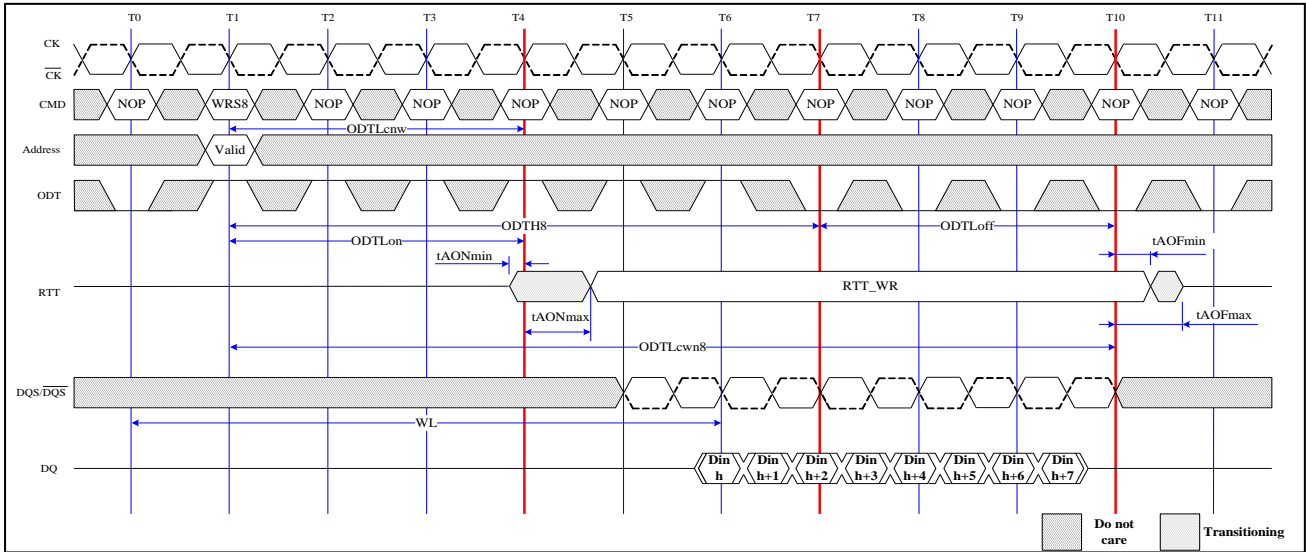 T0 T1 T2 T3 T4 T5 T6 T7 T8 T9 T10 T11
CK
CK
CMD NOP WRS8 NOP NOP NOP NOP NOP NOP NOP NOP NOP NOP
ODTLcnw
Address Valid
ODT
ODTH8 ODTLoff
ODTLon
tAONmin tAOFmin
RTT RTT_WR
tAONmax tAOFmax
ODTLcwn8
DQS/DQS
WL
DQ Din h Din h+1 Din h+2 Din h+3 Din h+4 Din h+5 Din h+6 Din h+7
Do not care Transitioning